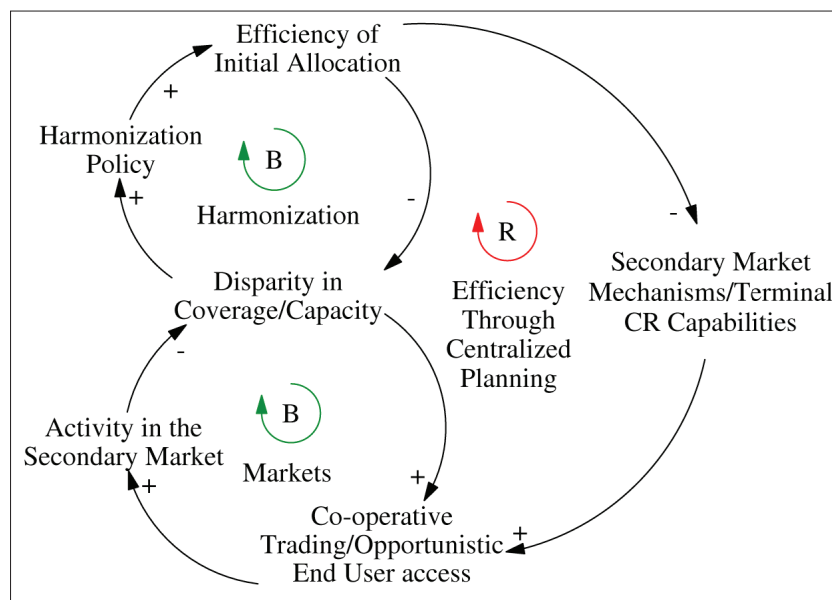 Efficiency of
Initial Allocation
+
Harmonization
Policy
B
+
Harmonization
-
-
R
Disparity in
Coverage/Capacity
Efficiency
Through
Centralized
Planning
Secondary Market
Mechanisms/Terminal
CR Capabilities
-
Activity in the
Secondary Market
B
Markets
+
+
Co-operative
Trading/Opportunistic
End User access
+